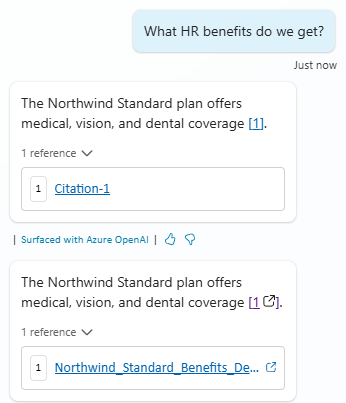 What HR benefits do we get?
Just now
The Northwind Standard plan offers
medical, vision, and dental coverage [1].
1 reference
1 Citation-1
| Surfaced with Azure OpenAI |
The Northwind Standard plan offers
medical, vision, and dental coverage [1].
1 reference
1 Northwind_Standard_Benefits_De...